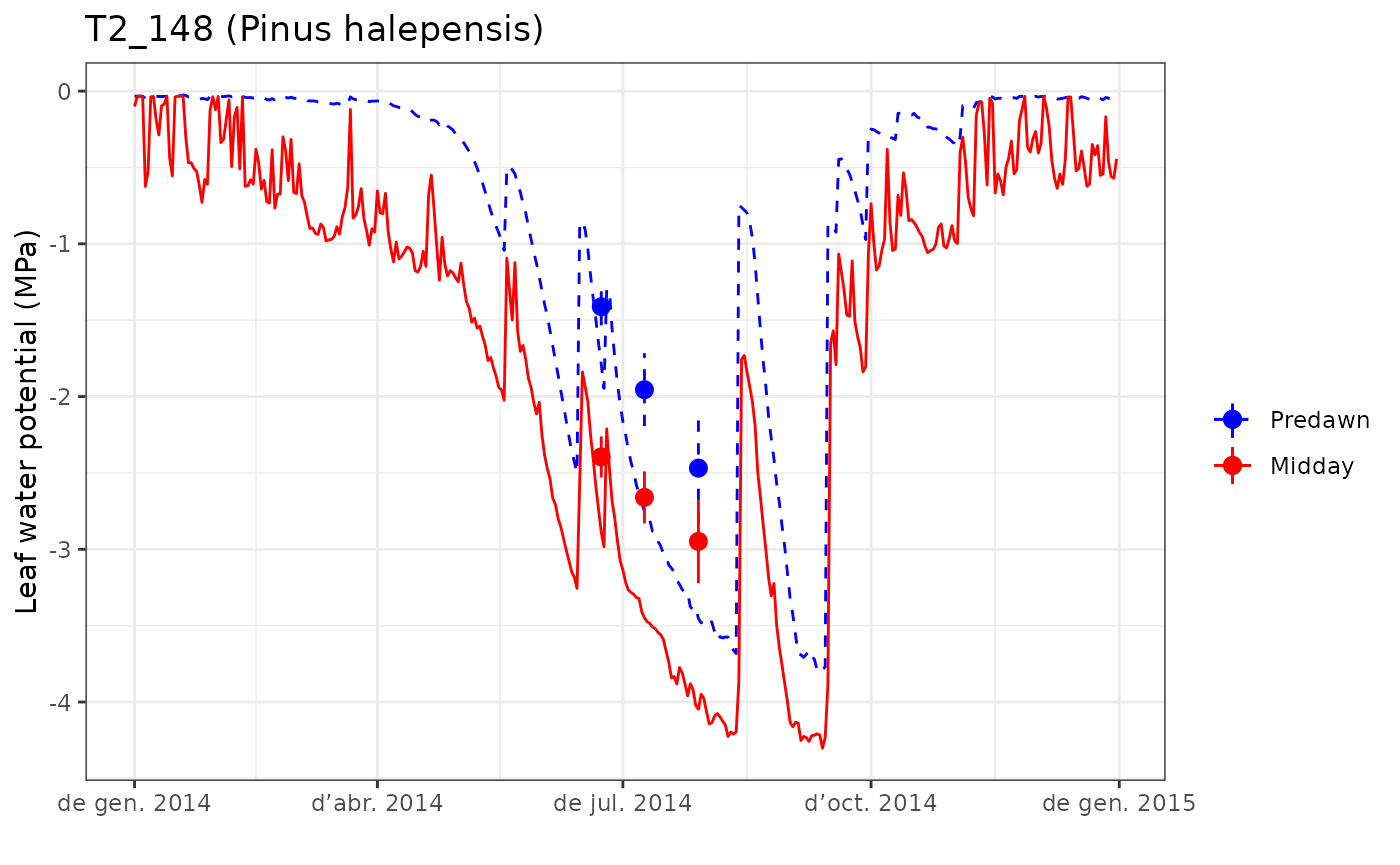 T2_148 (Pinus halepensis)
Leaf water potential (MPa)
0
-1
-2
-3
-4
de gen. 2014
d’abr. 2014
de jul. 2014
d’oct. 2014
de gen. 2015
Predawn
Midday